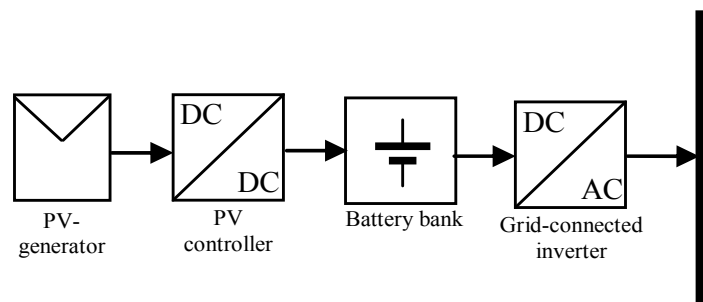 DC
DC
DC
AC
PV-
generator
PV
controller
Battery bank
Grid-connected
inverter